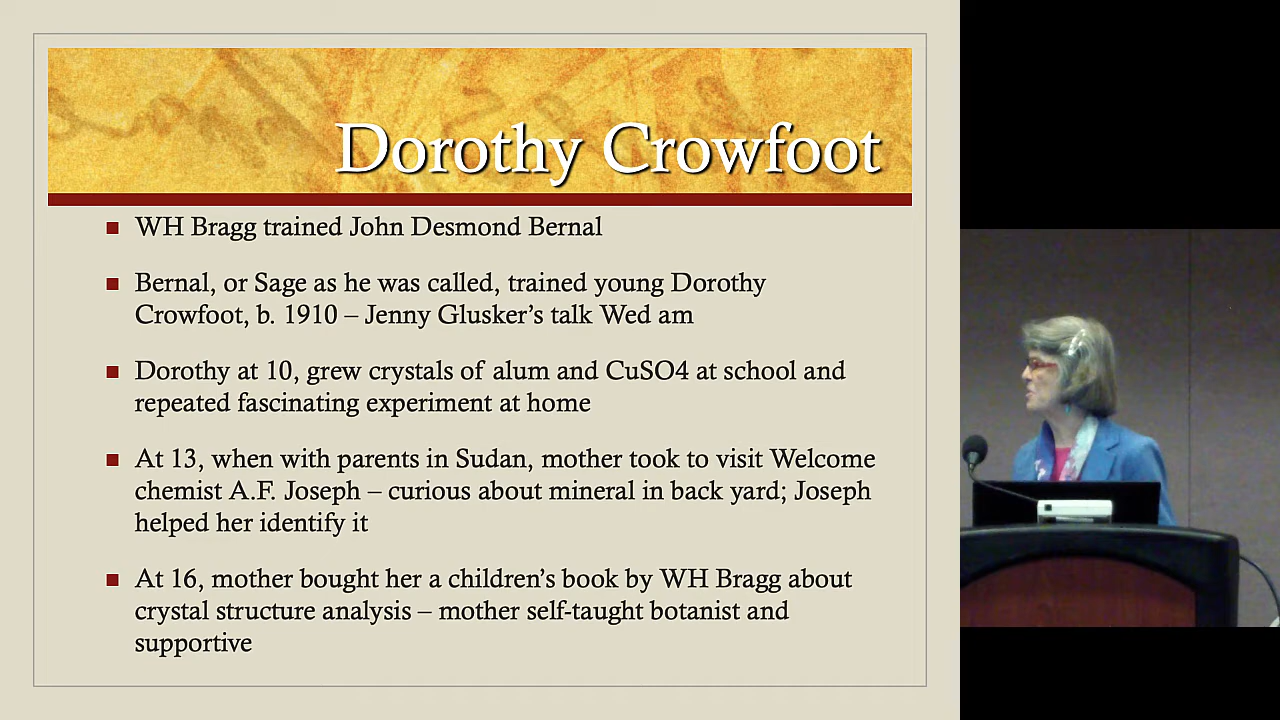 Dorothy Crowfoot
WH Bragg trained John Desmond Bernal
Bernal, or Sage as he was called, trained young Dorothy
Crowfoot, b. 1910 – Jenny Glusker’s talk Wed am
Dorothy at 10, grew crystals of alum and CuSO4 at school and
repeated fascinating experiment at home
At 13, when with parents in Sudan, mother took to visit Welcome
chemist A.F. Joseph – curious about mineral in back yard; Joseph
helped her identify it
At 16, mother bought her a children’s book by WH Bragg about
crystal structure analysis – mother self-taught botanist and
supportive